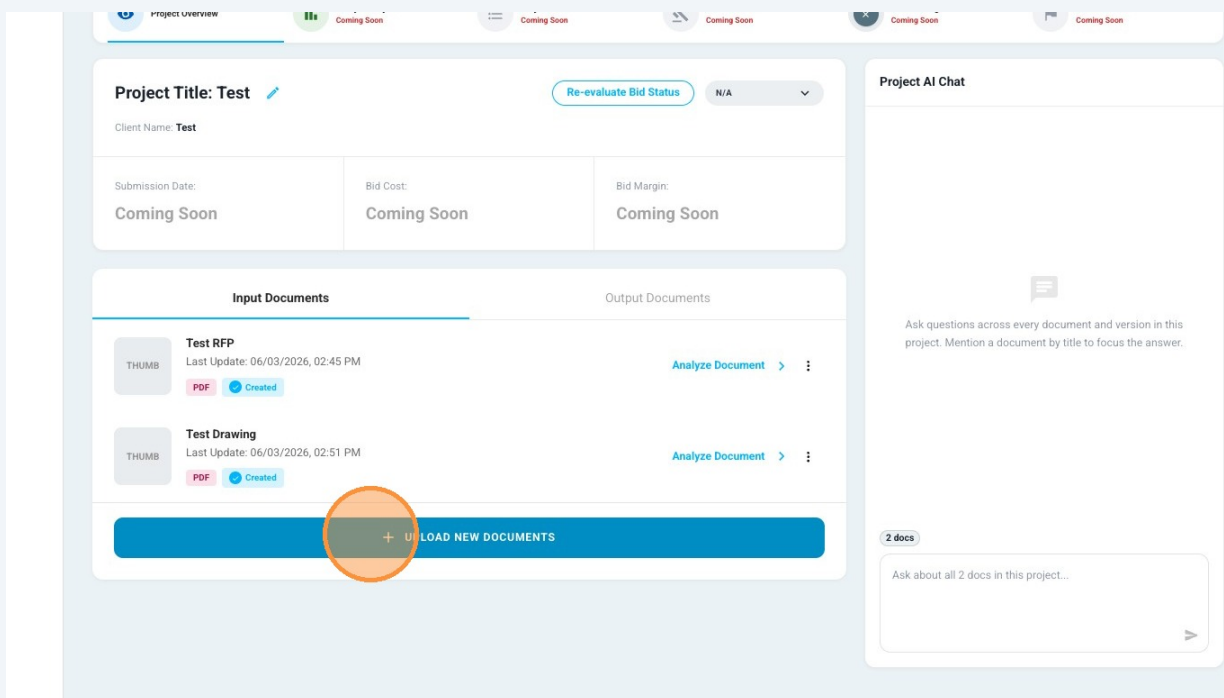 Project Overview
Coming Soon
Coming Soon
Coming Soon
Coming Soon
Coming Soon
Project Title: Test
Re-evaluate Bid Status
N/A
Client Name: Test
Submission Date:
Coming Soon
Bid Cost:
Coming Soon
Bid Margin:
Coming Soon
Input Documents
Output Documents
THUMB
Test RFP
Last Update: 06/03/2026, 02:45 PM
PDF
Created
Analyze Document
THUMB
Test Drawing
Last Update: 06/03/2026, 02:51 PM
PDF
Created
Analyze Document
+ UPLOAD NEW DOCUMENTS
Project AI Chat
Ask questions across every document and version in this
project. Mention a document by title to focus the answer.
2 docs
Ask about all 2 docs in this project...